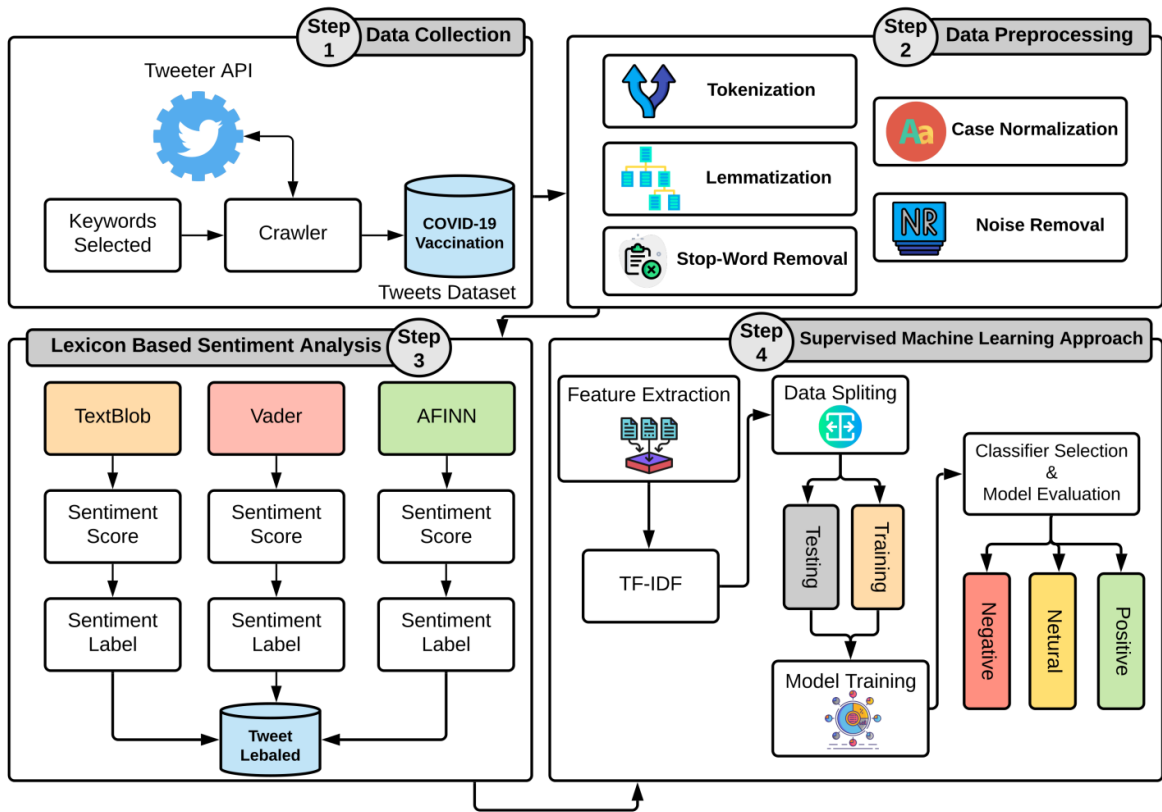 Step
1
Data Collection
Tweeter API
Keywords
Selected
Crawler
COVID-19
Vaccination
Tweets Dataset
Step
2
Data Preprocessing
Tokenization
Lemmatization
Stop-Word Removal
Aa
Case Normalization
NR
Noise Removal
Lexicon Based Sentiment Analysis
Step
3
TextBlob
Vader
AFINN
Sentiment
Score
Sentiment
Score
Sentiment
Score
Sentiment
Label
Sentiment
Label
Sentiment
Label
Tweet
Lebaled
Step
4
Supervised Machine Learning Approach
Feature Extraction
TF-IDF
Data Spliting
Testing
Training
Model Training
Classifier Selection
&
Model Evaluation
Negative
Netural
Positive